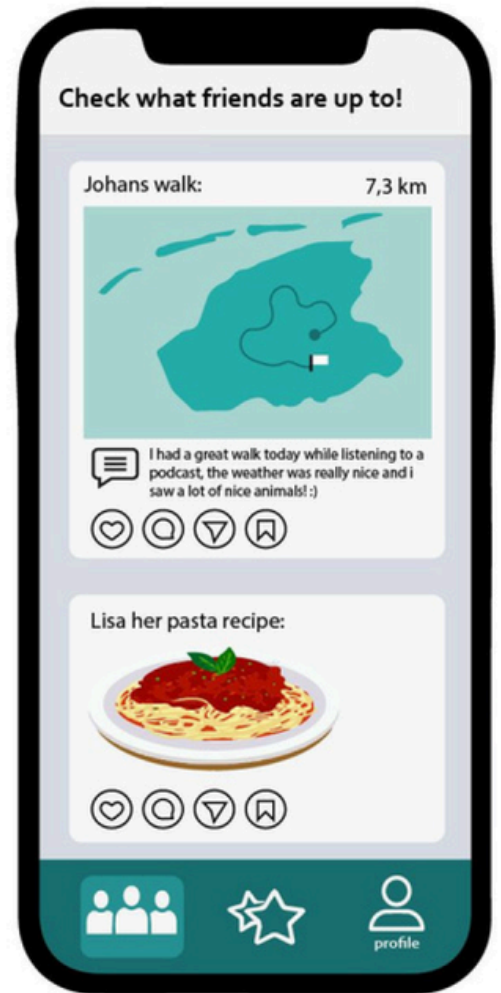 Check what friends are up to!
Johans walk: 7,3 km
I had a great walk today while listening to a
podcast, the weather was really nice and i
saw a lot of nice animals! :)
Lisa her pasta recipe:
profile